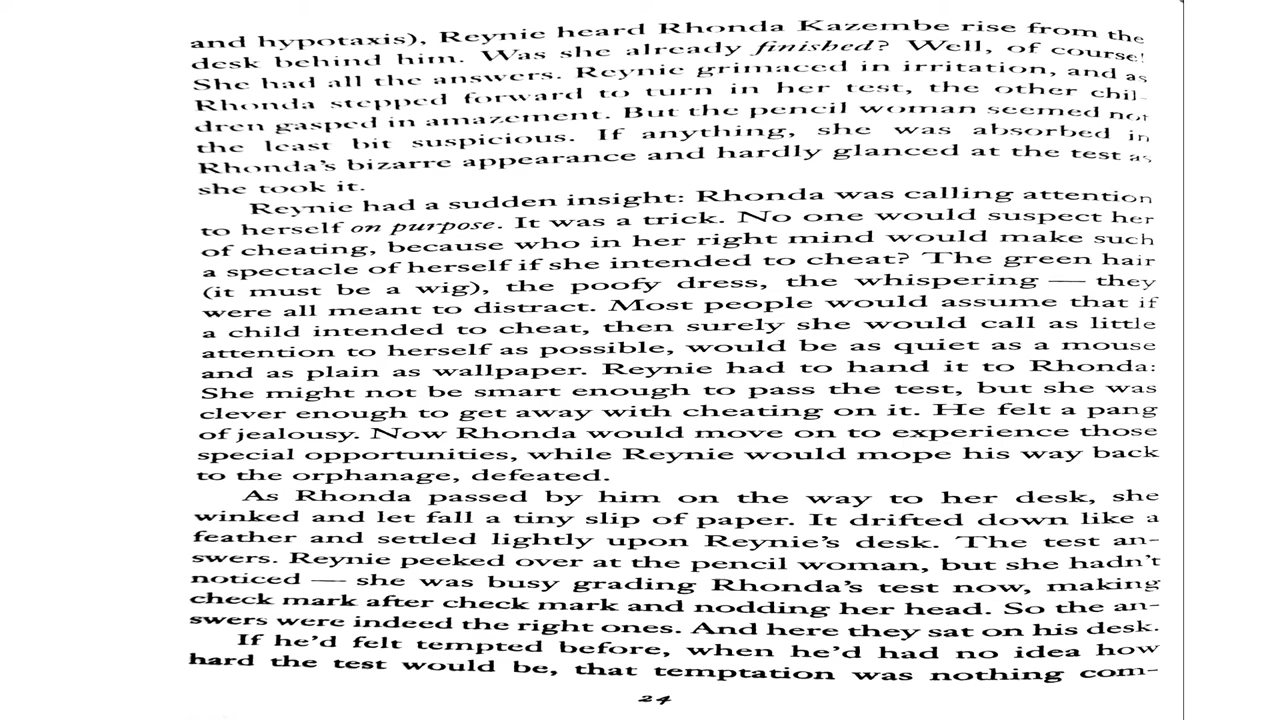 and hypotaxis), Reynie heard Rhonda Kazembe rise from the
desk behind him. Was she already finished? Well, of course!
She had all the answers. Reynie grimaced in irritation, and as
Rhonda stepped forward to turn in her test, the other chil-
dren gasped in amazement. But the pencil woman seemed not
the least bit suspicious. If anything, she was absorbed in
Rhonda's bizarre appearance and hardly glanced at the test as
she took it.
Reynie had a sudden insight: Rhonda was calling attention
to herself on purpose. It was a trick. No one would suspect her
of cheating, because who in her right mind would make such
a spectacle of herself if she intended to cheat? The green hair
(it must be a wig), the poofy dress, the whispering — they
were all meant to distract. Most people would assume that if
a child intended to cheat, then surely she would call as little
attention to herself as possible, would be as quiet as a mouse
and as plain as wallpaper. Reynie had to hand it to Rhonda:
She might not be smart enough to pass the test, but she was
clever enough to get away with cheating on it. He felt a pang
of jealousy. Now Rhonda would move on to experience those
special opportunities, while Reynie would mope his way back
to the orphanage, defeated.
As Rhonda passed by him on the way to her desk, she
winked and let fall a tiny slip of paper. It drifted down like a
feather and settled lightly upon Reynie's desk. The test an-
swers. Reynie peeked over at the pencil woman, but she hadn't
noticed — she was busy grading Rhonda's test now, making
check mark after check mark and nodding her head. So the an-
swers were indeed the right ones. And here they sat on his desk.
If he'd felt tempted before, when he'd had no idea how
hard the test would be, that temptation was nothing com-
24